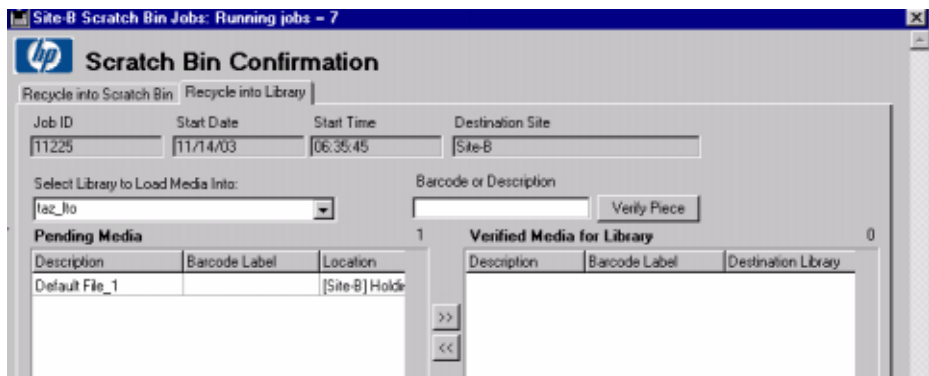 Site-B Scratch Bin Jobs: Running jobs - 7
hp Scratch Bin Confirmation
Recycle into Scratch Bin Recycle into Library
Job ID Start Date Start Time Destination Site
11225 11/14/03 06:35:45 Site-B
Select Library to Load Media Into: Barcode or Description
taz_lto Verify Piece
Pending Media 1 Verified Media for Library 0
Description Barcode Label Location Description Barcode Label Destination Library
Default File_1 [Site-B] Holdir
>>
<<